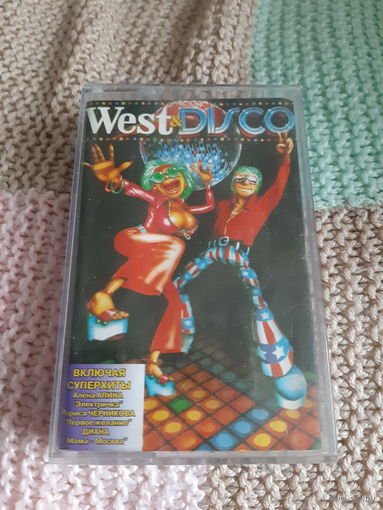 West & DISCO
ВКЛЮЧАЯ
СУПЕРХИТЫ
Алена АПИНА
"Электричка"
Лариса ЧЕРНИКОВА
"Первое желание"
ДИАНА
"Мама - Москва"